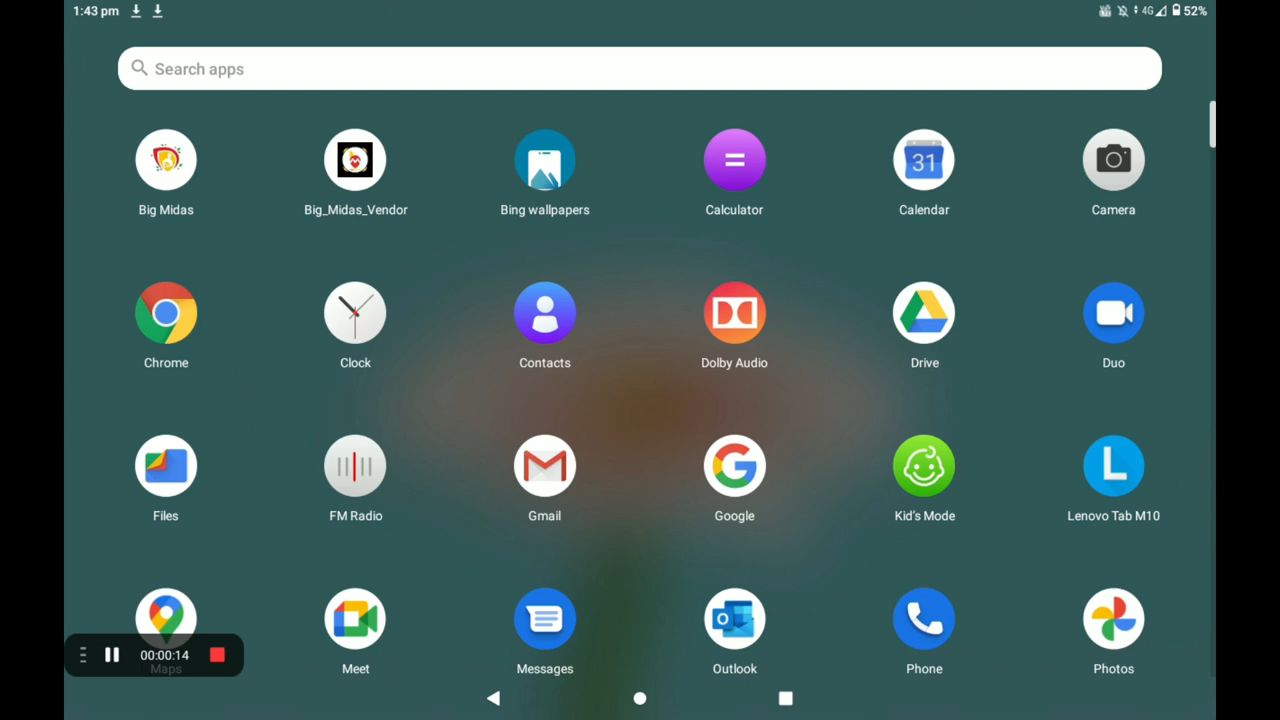 1:43 pm
4G 52%
Search apps
31
Big Midas
Big_Midas_Vendor
Bing wallpapers
Calculator
Calendar
Camera
Chrome
Clock
Contacts
Dolby Audio
Drive
Duo
L
Files
FM Radio
Gmail
Google
Kid's Mode
Lenovo Tab M10
00:00:14
Maps
Meet
Messages
Outlook
Phone
Photos